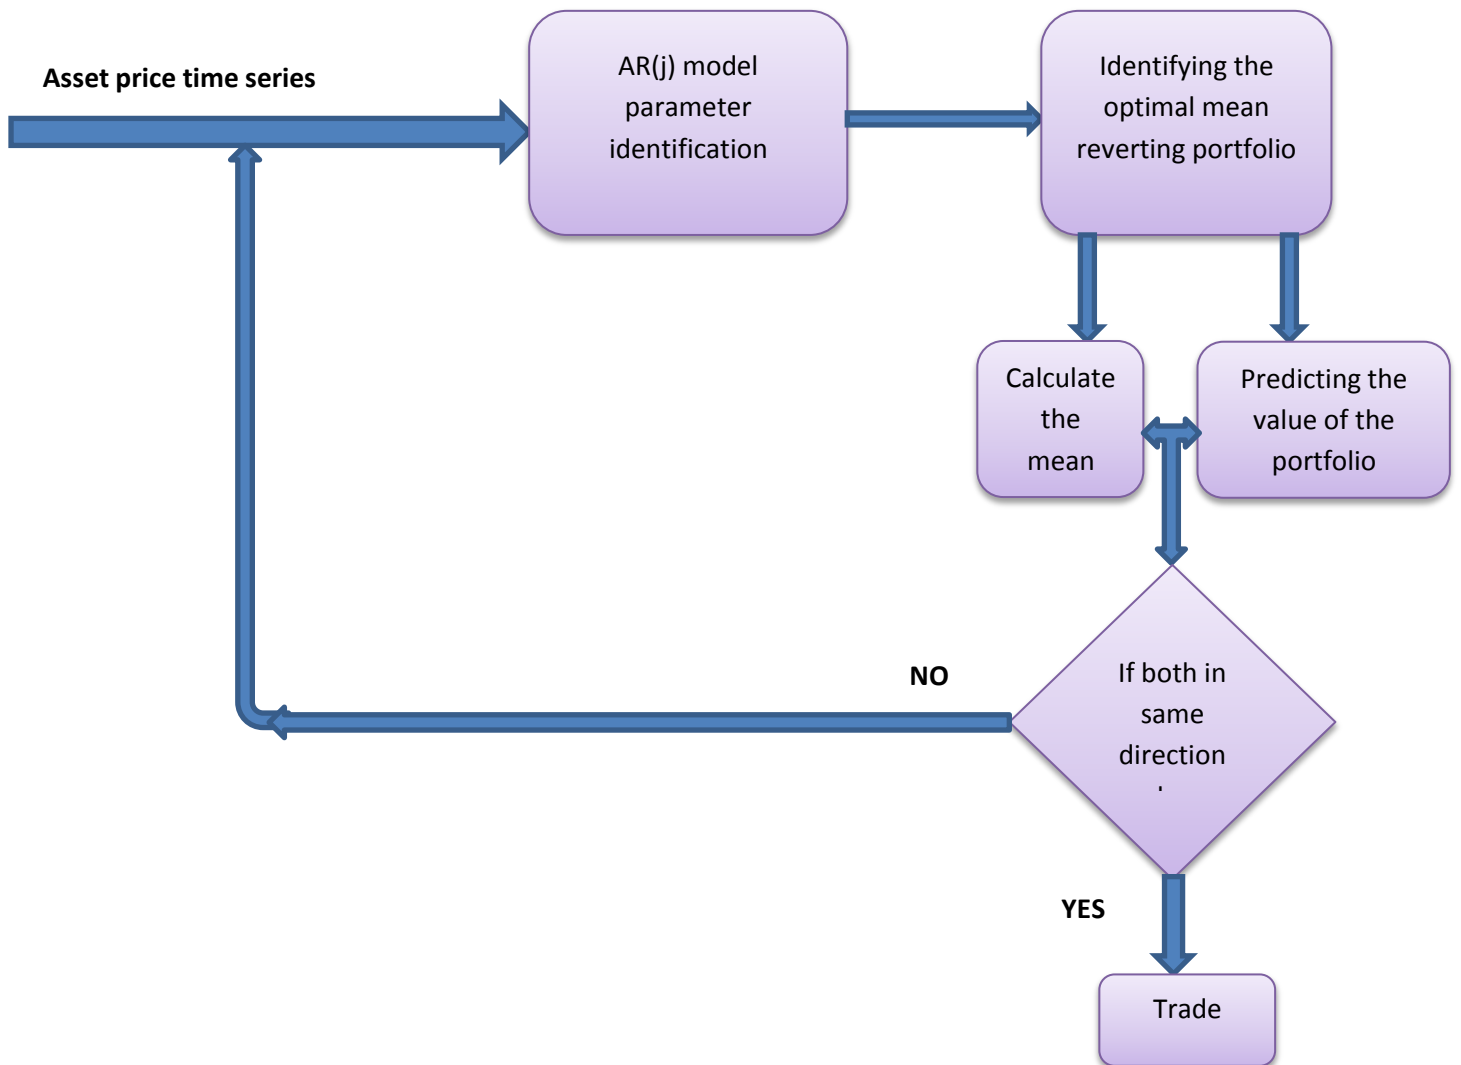 Asset price time series
AR(j) model
parameter
identification
Identifying the
optimal mean
reverting portfolio
Calculate
the
mean
Predicting the
value of the
portfolio
If both in
same
direction
NO
YES
Trade